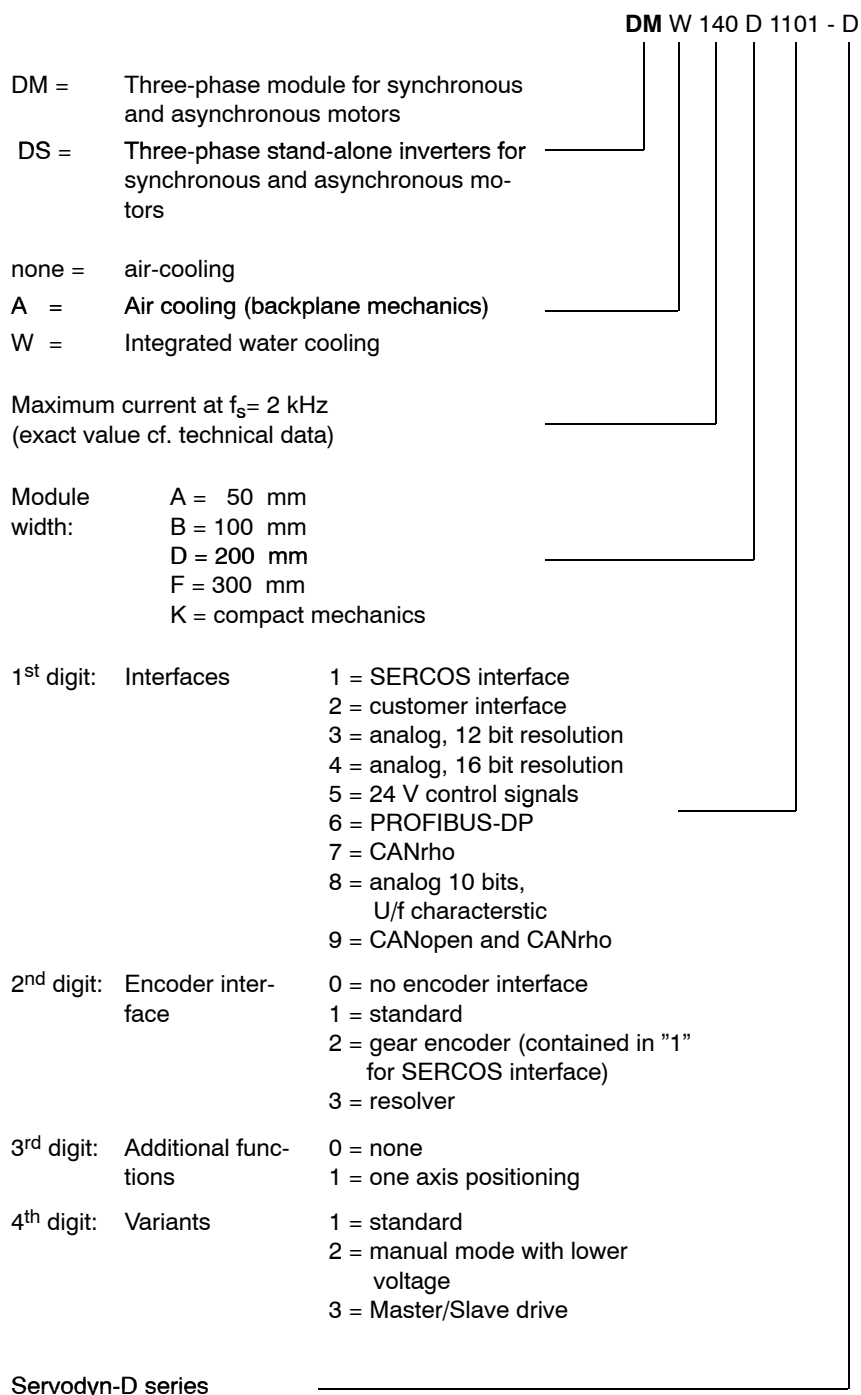 DM W 140 D 1101 - D
DM = Three-phase module for synchronous
and asynchronous motors
DS = Three-phase stand-alone inverters for
synchronous and asynchronous mo-
tors
none = air-cooling
A = Air cooling (backplane mechanics)
W = Integrated water cooling
Maximum current at fs= 2 kHz
(exact value cf. technical data)
Module A = 50 mm
width: B = 100 mm
D = 200 mm
F = 300 mm
K = compact mechanics
1st digit: Interfaces 1 = SERCOS interface
2 = customer interface
3 = analog, 12 bit resolution
4 = analog, 16 bit resolution
5 = 24 V control signals
6 = PROFIBUS-DP
7 = CANrho
8 = analog 10 bits,
U/f characterstic
9 = CANopen and CANrho
2nd digit: Encoder inter- 0 = no encoder interface
face 1 = standard
2 = gear encoder (contained in ”1”
for SERCOS interface)
3 = resolver
3rd digit: Additional func- 0 = none
tions 1 = one axis positioning
4th digit: Variants 1 = standard
2 = manual mode with lower
voltage
3 = Master/Slave drive
Servodyn-D series